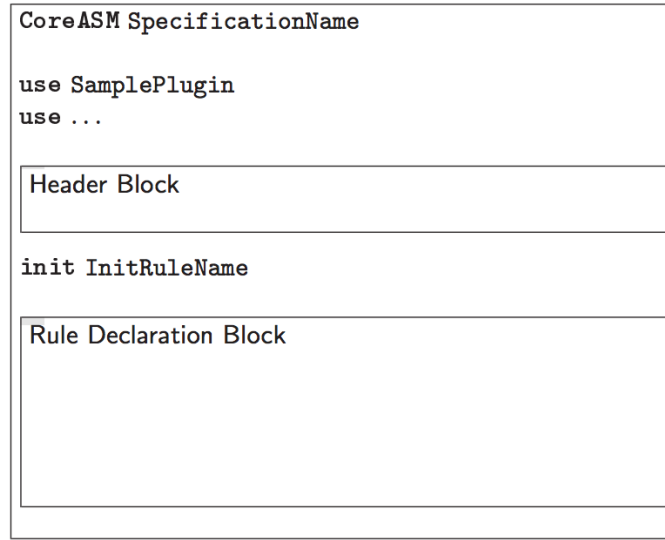 CoreASM SpecificationName
use SamplePlugin
use ...
Header Block
init InitRuleName
Rule Declaration Block